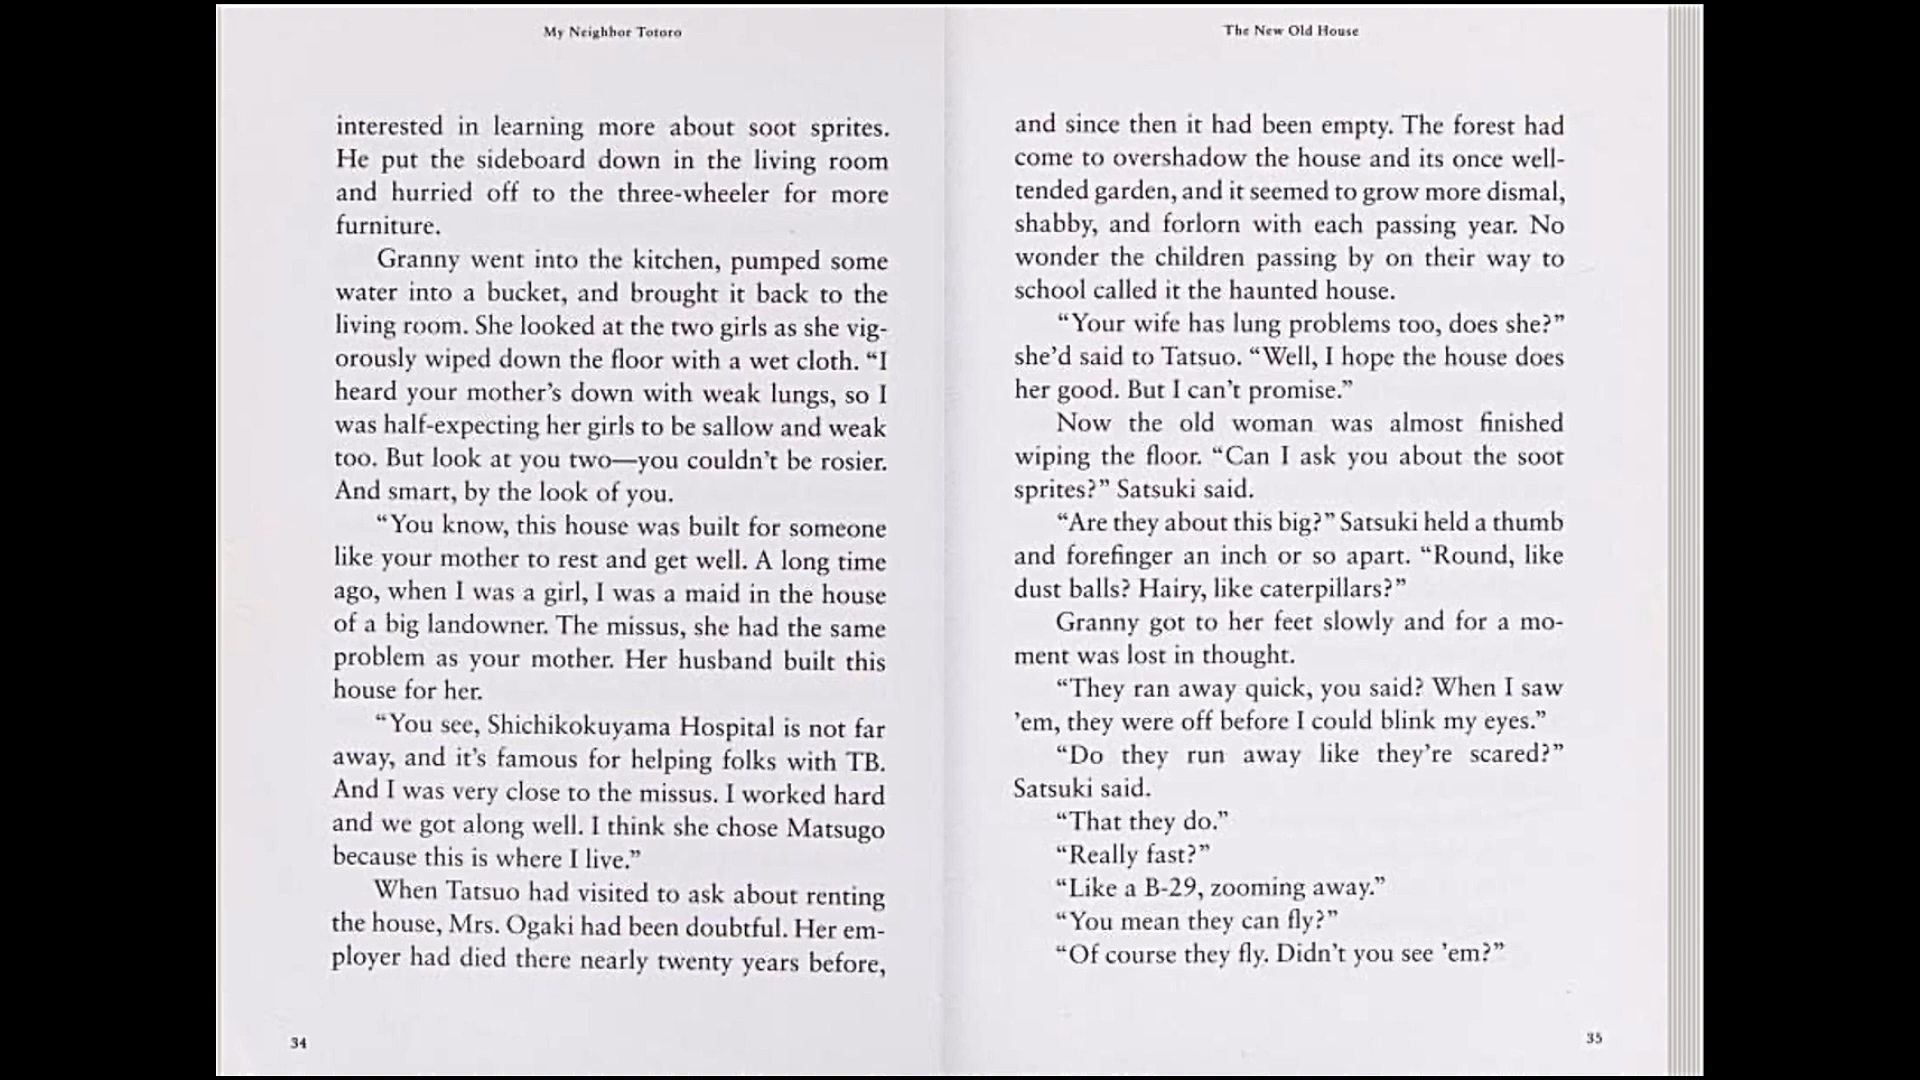 My Neighbor Totoro
interested in learning more about soot sprites.
He put the sideboard down in the living room
and hurried off to the three-wheeler for more
furniture.
Granny went into the kitchen, pumped some
water into a bucket, and brought it back to the
living room. She looked at the two girls as she vig-
orously wiped down the floor with a wet cloth. “I
heard your mother’s down with weak lungs, so I
was half-expecting her girls to be sallow and weak
too. But look at you two—you couldn’t be rosier.
And smart, by the look of you.
“You know, this house was built for someone
like your mother to rest and get well. A long time
ago, when I was a girl, I was a maid in the house
of a big landowner. The missus, she had the same
problem as your mother. Her husband built this
house for her.
“You see, Shichikokuyama Hospital is not far
away, and it’s famous for helping folks with TB.
And I was very close to the missus. I worked hard
and we got along well. I think she chose Matsugo
because this is where I live.”
When Tatsuo had visited to ask about renting
the house, Mrs. Ogaki had been doubtful. Her em-
ployer had died there nearly twenty years before,
34
The New Old House
and since then it had been empty. The forest had
come to overshadow the house and its once well-
tended garden, and it seemed to grow more dismal,
shabby, and forlorn with each passing year. No
wonder the children passing by on their way to
school called it the haunted house.
“Your wife has lung problems too, does she?”
she’d said to Tatsuo. “Well, I hope the house does
her good. But I can’t promise.”
Now the old woman was almost finished
wiping the floor. “Can I ask you about the soot
sprites?” Satsuki said.
“Are they about this big?” Satsuki held a thumb
and forefinger an inch or so apart. “Round, like
dust balls? Hairy, like caterpillars?”
Granny got to her feet slowly and for a mo-
ment was lost in thought.
“They ran away quick, you said? When I saw
’em, they were off before I could blink my eyes.”
“Do they run away like they’re scared?”
Satsuki said.
“That they do.”
“Really fast?”
“Like a B-29, zooming away.”
“You mean they can fly?”
“Of course they fly. Didn’t you see ’em?”
35